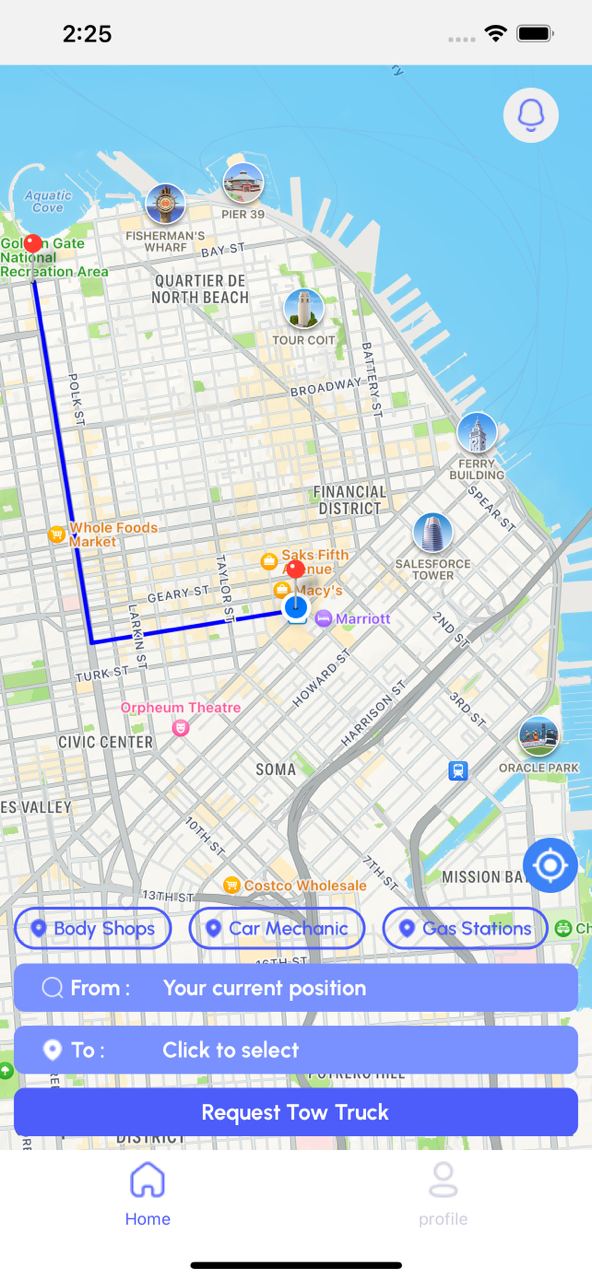 2:25
Aquatic
Cove
PIER 39
FISHERMAN'S
WHARF
Golden Gate
National
Recreation Area
BAY ST
QUARTIER DE
NORTH BEACH
TOUR COIT
BATTERY ST
POLK ST
BROADWAY
FERRY
BUILDING
FINANCIAL
DISTRICT
SPEAR ST
Whole Foods
Market
Saks Fifth
Avenue
SALESFORCE
TOWER
TAYLOR ST
GEARY ST
Macy's
LARKIN ST
Marriott
2ND ST
TURK ST
HOWARD ST
HARRISON ST
3RD ST
Orpheum Theatre
CIVIC CENTER
SOMA
ORACLE PARK
ES VALLEY
10TH ST
7TH ST
MISSION BA
13TH ST
Costco Wholesale
Body Shops
Car Mechanic
Gas Stations
Ch
16TH ST
From :
Your current position
To :
Click to select
POTRERO HILL
Request Tow Truck
DISTRICT
Home
profile